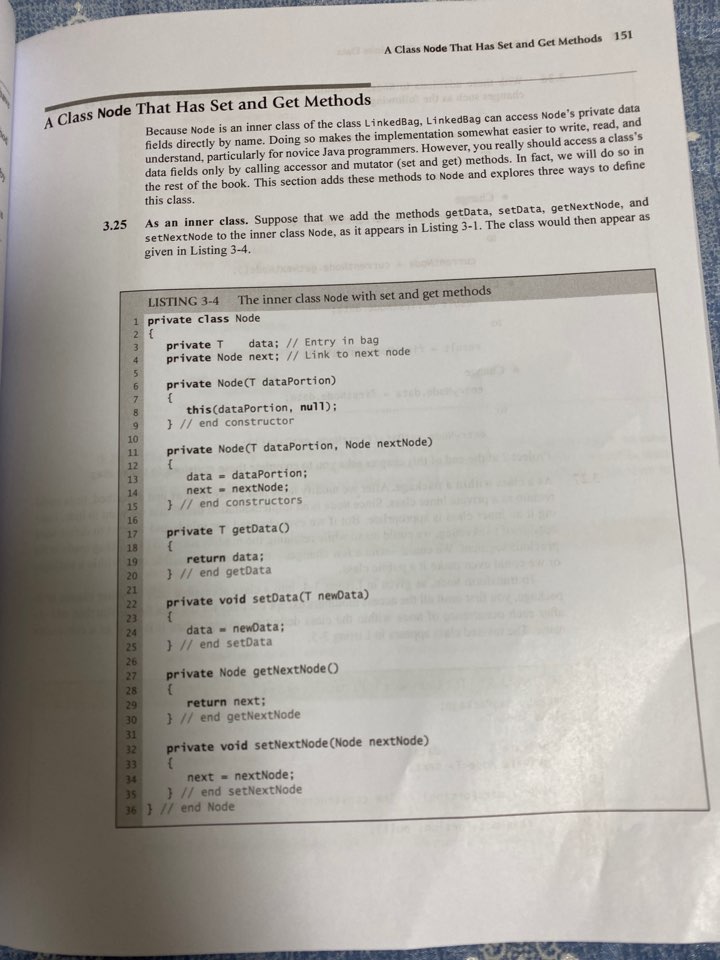 A Class Node That Has Set and Get Methods 151
A Class Node That Has Set and Get Methods
Because Node is an inner class of the class LinkedBag, LinkedBag can access Node's private data
fields directly by name. Doing so makes the implementation somewhat easier to write, read, and
understand, particularly for novice Java programmers. However, you really should access a class's
data fields only by calling accessor and mutator (set and get) methods. In fact, we will do so in
the rest of the book. This section adds these methods to Node and explores three ways to define
this class.
3.25 As an inner class. Suppose that we add the methods getData, setData, getNextNode, and
setNextNode to the inner class Node, as it appears in Listing 3-1. The class would then appear as
given in Listing 3-4.
LISTING 3-4 The inner class Node with set and get methods
1 private class Node
2 {
3 private T data; // Entry in bag
4 private Node next; // Link to next node
5
6 private Node(T dataPortion)
7 {
8 this(dataPortion, null);
9 } // end constructor
10
11 private Node(T dataPortion, Node nextNode)
12 {
13 data = dataPortion;
14 next = nextNode;
15 } // end constructors
16
17 private T getData()
18 {
19 return data;
20 } // end getData
21
22 private void setData(T newData)
23 {
24 data = newData;
25 } // end setData
26
27 private Node getNextNode()
28 {
29 return next;
30 } // end getNextNode
31
32 private void setNextNode(Node nextNode)
33 {
34 next = nextNode;
35 } // end setNextNode
36 } // end Node